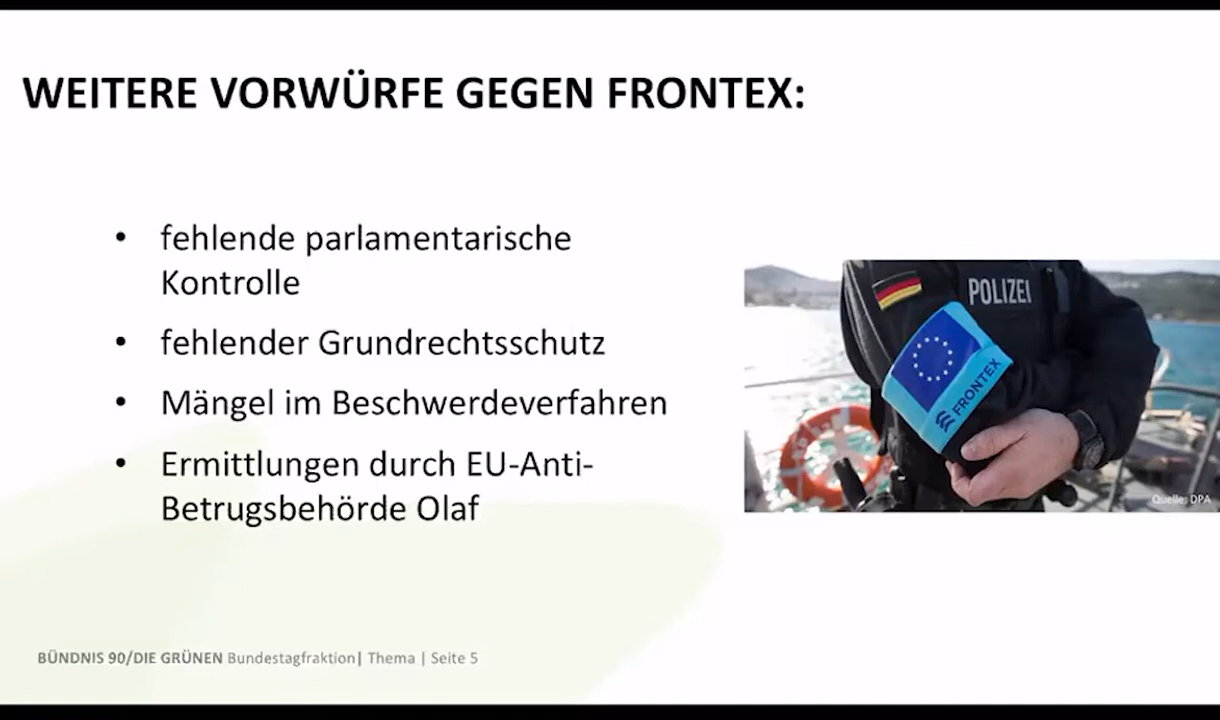 WEITERE VORWÜRFE GEGEN FRONTEX:
• fehlende parlamentarische
Kontrolle
• fehlender Grundrechtsschutz
• Mängel im Beschwerdeverfahren
• Ermittlungen durch EU-Anti-
Betrugsbehörde Olaf
POLIZEI
FRONTEX
Quelle: DPA
BÜNDNIS 90/DIE GRÜNEN Bundestagfraktion| Thema | Seite 5